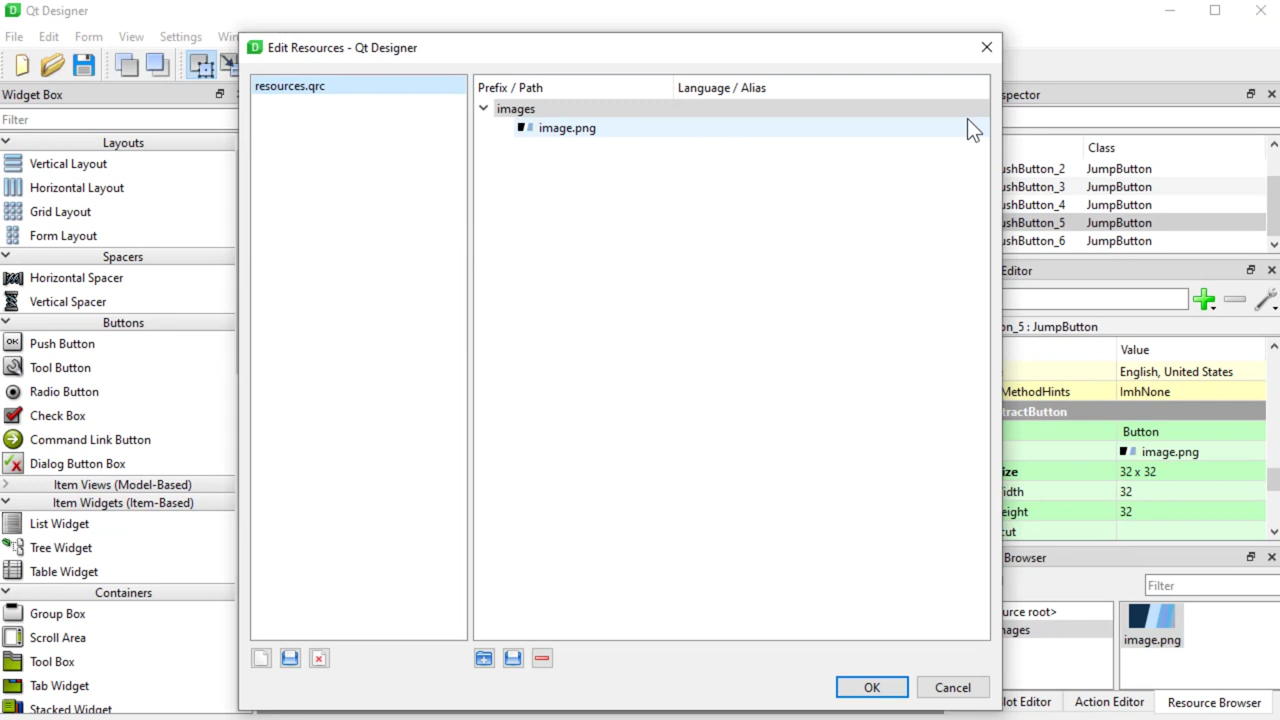 Qt Designer
File Edit Form View Settings Win
Edit Resources - Qt Designer
Widget Box
Filter
Layouts
Vertical Layout
Horizontal Layout
Grid Layout
Form Layout
Spacers
Horizontal Spacer
Vertical Spacer
Buttons
Push Button
Tool Button
Radio Button
Check Box
Command Link Button
Dialog Button Box
Item Views (Model-Based)
Item Widgets (Item-Based)
List Widget
Tree Widget
Table Widget
Containers
Group Box
Scroll Area
Tool Box
Tab Widget
Stacked Widget
resources.qrc
Prefix / Path Language / Alias
images
image.png
OK Cancel
spector
Class
ushButton_2 JumpButton
ushButton_3 JumpButton
ushButton_4 JumpButton
ushButton_5 JumpButton
ushButton_6 JumpButton
Editor
on_5 : JumpButton
Value
English, United States
MethodHints ImhNone
tractButton
Button
image.png
ize 32 x 32
idth 32
eight 32
cut
Browser
Filter
urce root>
mages
image.png
lot Editor Action Editor Resource Browser